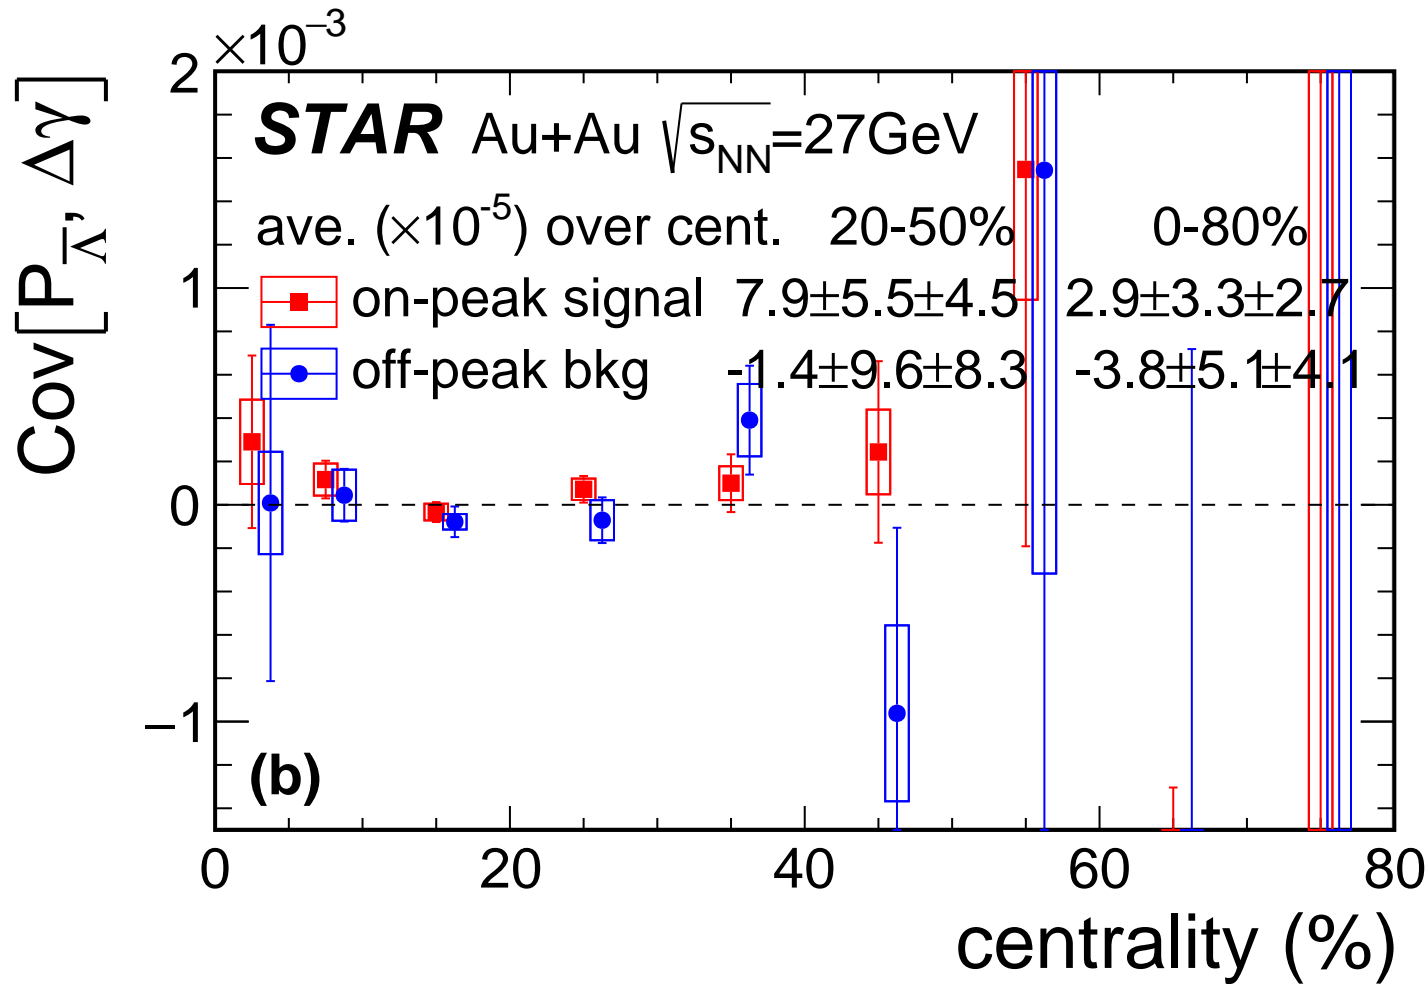 ×10⁻³
Cov[P_Λ̅, Δγ]
2
1
0
−1
STAR Au+Au √s_NN=27GeV
ave. (×10⁻⁵) over cent. 20-50% 0-80%
on-peak signal 7.9±5.5±4.5 2.9±3.3±2.7
off-peak bkg -1.4±9.6±8.3 -3.8±5.1±4.1
(b)
0 20 40 60 80
centrality (%)